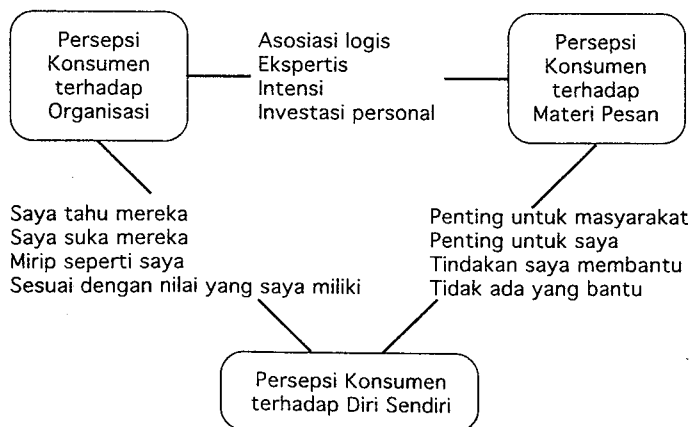 Persepsi
Konsumen
terhadap
Organisasi
Asosiasi logis
Ekspertis
Intensi
Investasi personal
Persepsi
Konsumen
terhadap
Materi Pesan
Saya tahu mereka
Saya suka mereka
Mirip seperti saya
Sesuai dengan nilai yang saya miliki
Penting untuk masyarakat
Penting untuk saya
Tindakan saya membantu
Tidak ada yang bantu
Persepsi Konsumen
terhadap Diri Sendiri